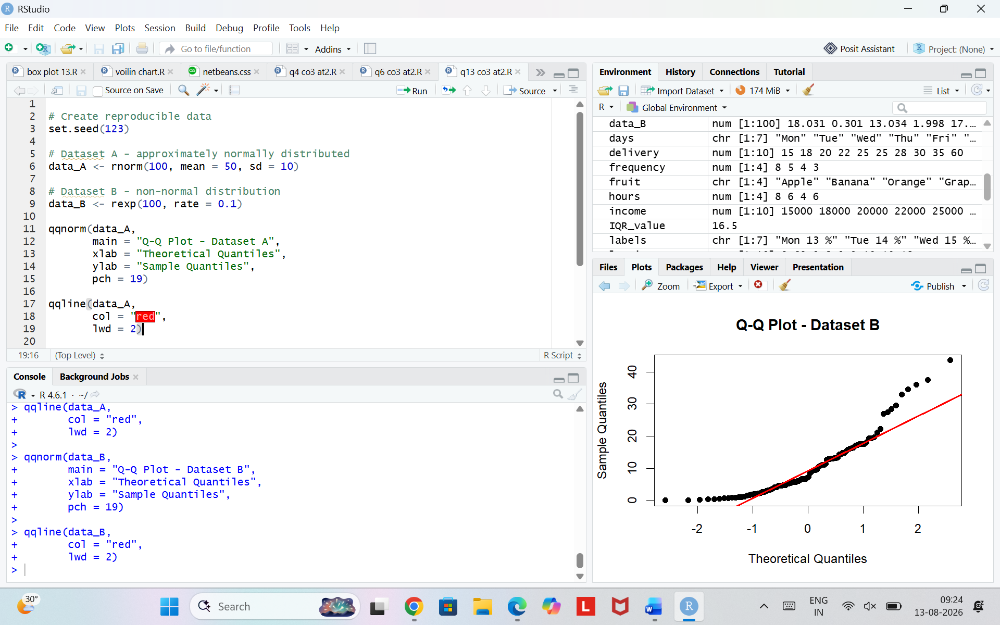 RStudio
File Edit Code View Plots Session Build Debug Profile Tools Help
Go to file/function Addins Posit Assistant Project: (None)
box plot 13.R voilin chart.R netbeans.css q4 co3 at2.R q6 co3 at2.R q13 co3 at2.R
Source on Save Run Source
1
2 # Create reproducible data
3 set.seed(123)
4
5 # Dataset A - approximately normally distributed
6 data_A <- rnorm(100, mean = 50, sd = 10)
7
8 # Dataset B - non-normal distribution
9 data_B <- rexp(100, rate = 0.1)
10
11 qqnorm(data_A,
12 main = "Q-Q Plot - Dataset A",
13 xlab = "Theoretical Quantiles",
14 ylab = "Sample Quantiles",
15 pch = 19)
16
17 qqline(data_A,
18 col = "red",
19 lwd = 2)
20
19:16 (Top Level) R Script
Console Background Jobs
R 4.6.1 · ~/
> qqline(data_A,
+ col = "red",
+ lwd = 2)
>
> qqnorm(data_B,
+ main = "Q-Q Plot - Dataset B",
+ xlab = "Theoretical Quantiles",
+ ylab = "Sample Quantiles",
+ pch = 19)
>
> qqline(data_B,
+ col = "red",
+ lwd = 2)
>
Environment History Connections Tutorial
Import Dataset 174 MiB List
R Global Environment
data_B num [1:100] 18.031 0.301 13.034 1.998 17.…
days chr [1:7] "Mon" "Tue" "Wed" "Thu" "Fri" "…
delivery num [1:10] 15 18 20 22 25 25 28 30 35 60
frequency num [1:4] 8 5 4 3
fruit chr [1:4] "Apple" "Banana" "Orange" "Grap…
hours num [1:4] 8 6 4 6
income num [1:10] 15000 18000 20000 22000 25000 …
IQR_value 16.5
labels chr [1:7] "Mon 13 %" "Tue 14 %" "Wed 15 %…
Files Plots Packages Help Viewer Presentation
Zoom Export Publish
Q-Q Plot - Dataset B
Sample Quantiles
40
30
20
10
0
-2 -1 0 1 2
Theoretical Quantiles
30°
Search
ENG
IN
09:24
13-08-2026